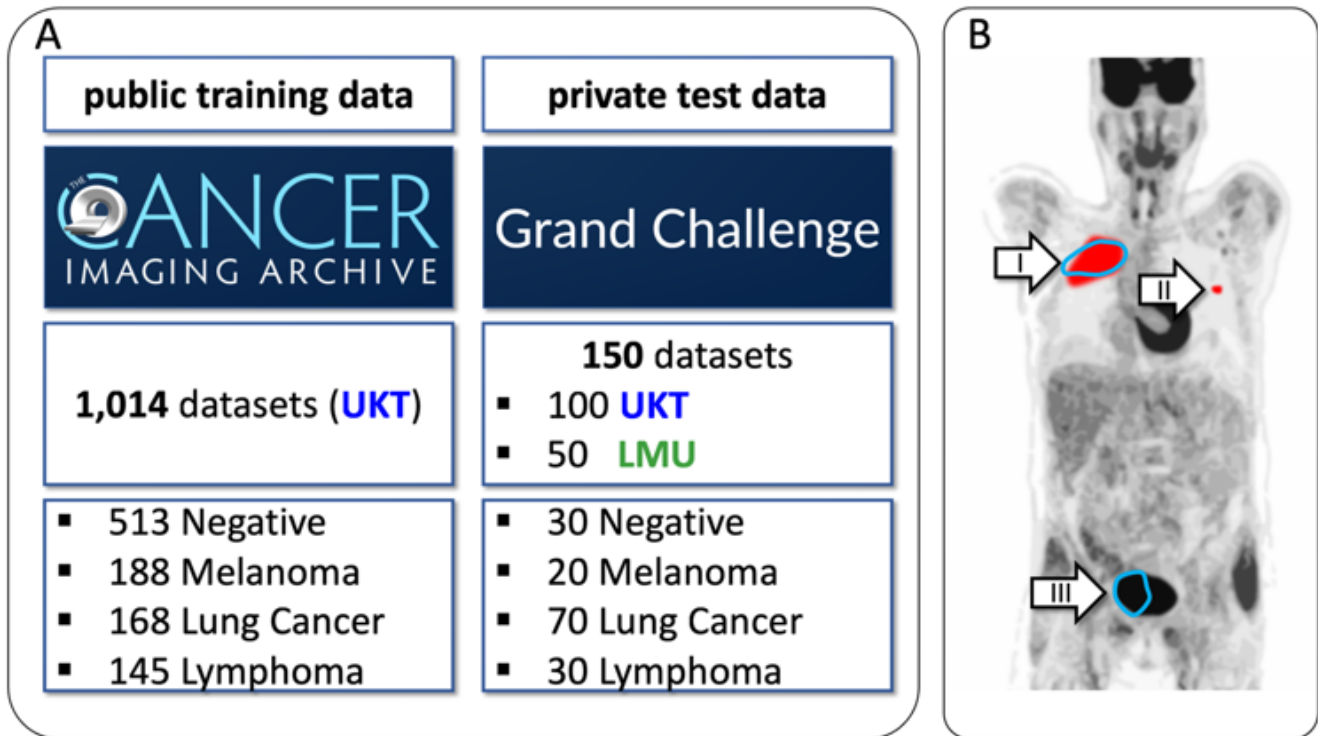 A
public training data
private test data
THE
CANCER
IMAGING ARCHIVE
Grand Challenge
1,014 datasets (UKT)
150 datasets
▪ 100 UKT
▪ 50 LMU
▪ 513 Negative
▪ 188 Melanoma
▪ 168 Lung Cancer
▪ 145 Lymphoma
▪ 30 Negative
▪ 20 Melanoma
▪ 70 Lung Cancer
▪ 30 Lymphoma
B
I
II
III